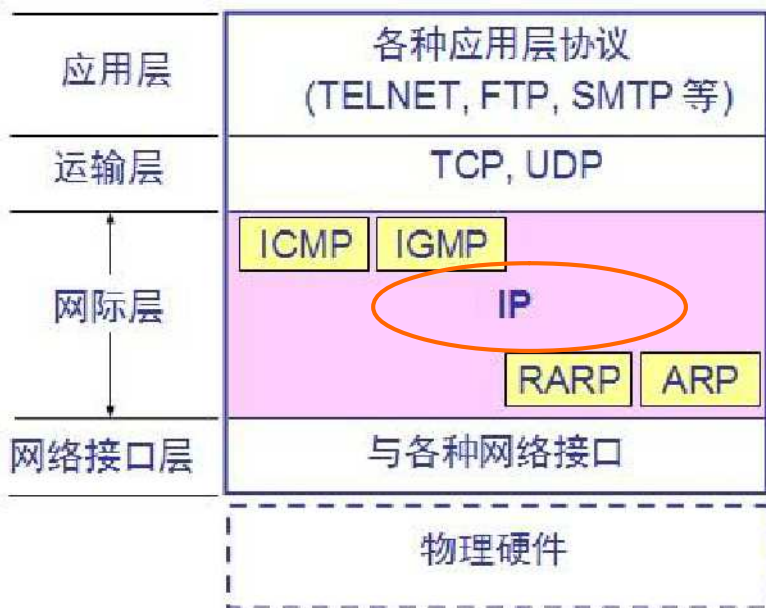 应用层
各种应用层协议
(TELNET, FTP, SMTP 等)
运输层
TCP, UDP
ICMP
IGMP
网际层
IP
RARP
ARP
网络接口层
与各种网络接口
物理硬件